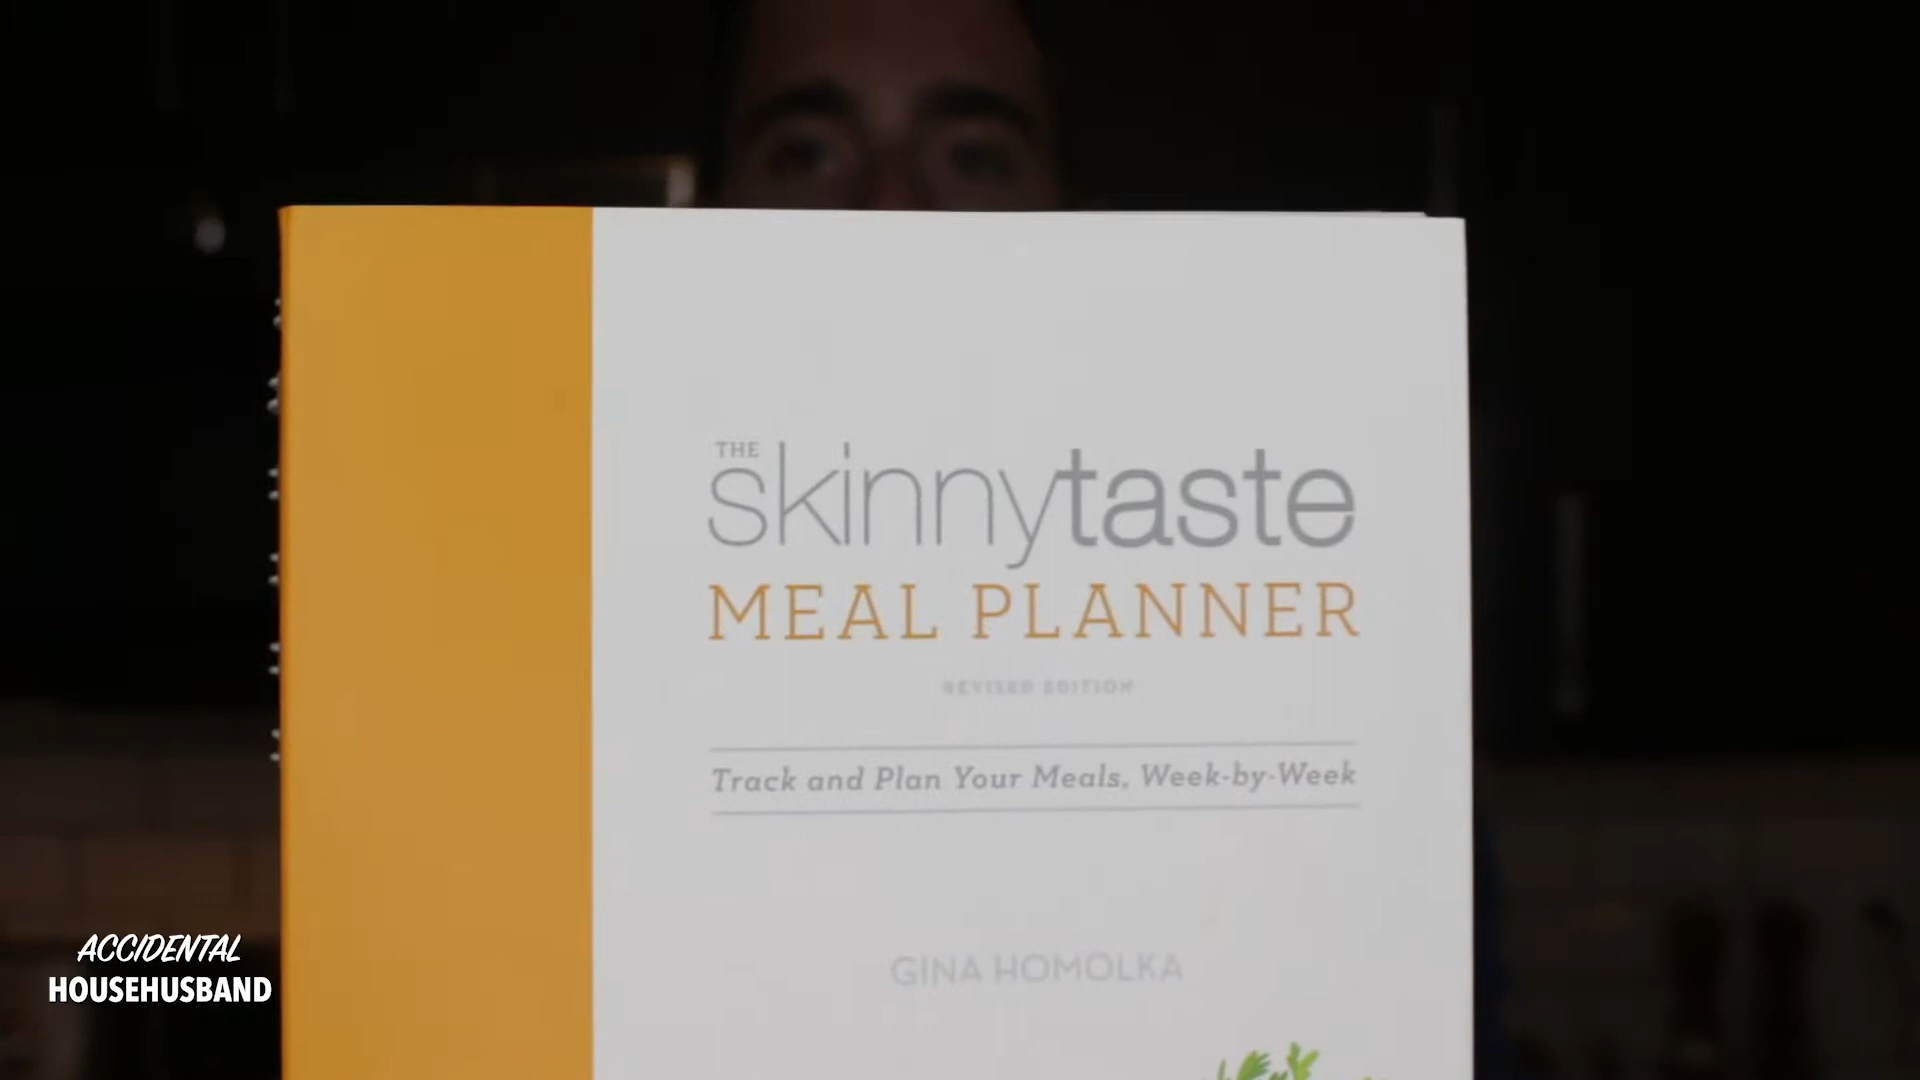 THE
skinnytaste
MEAL PLANNER
REVISED EDITION
Track and Plan Your Meals, Week-by-Week
GINA HOMOLKA
ACCIDENTAL
HOUSEHUSBAND